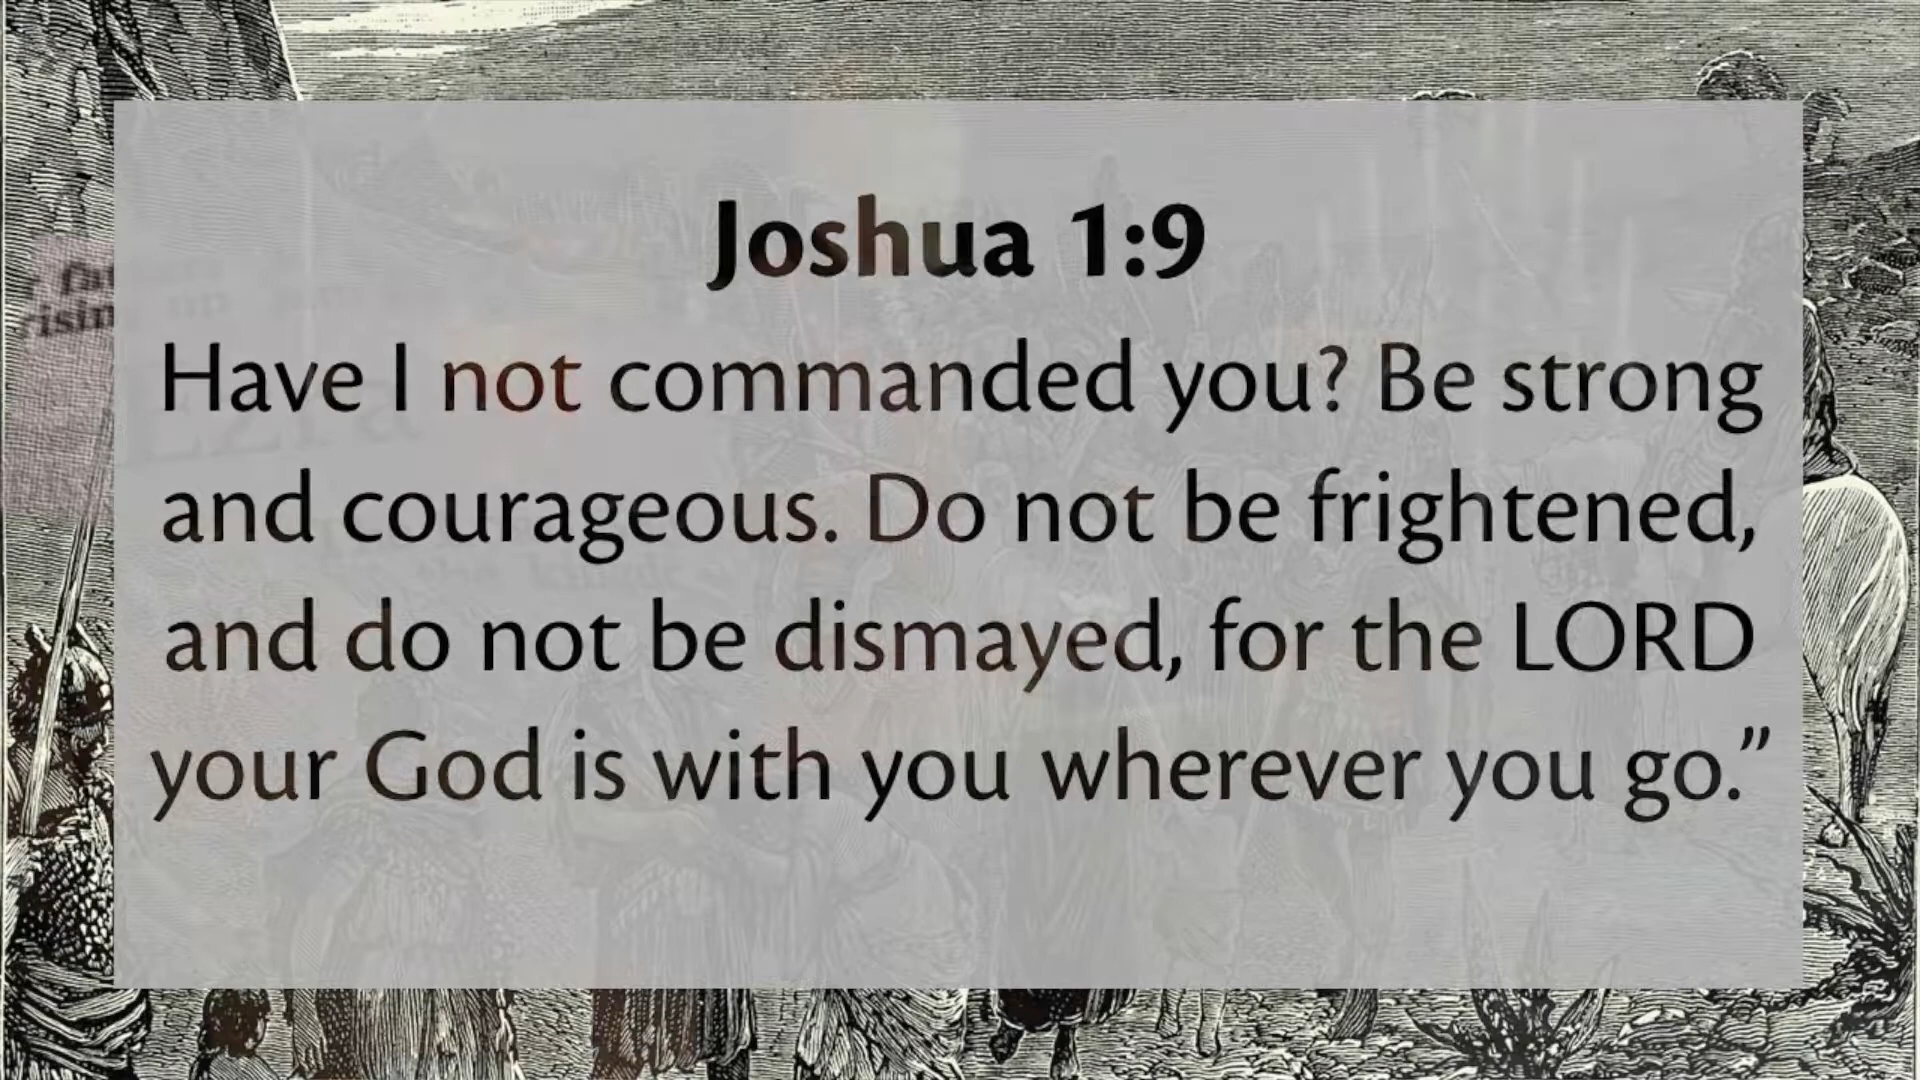 Joshua 1:9
Have I not commanded you? Be strong
and courageous. Do not be frightened,
and do not be dismayed, for the LORD
your God is with you wherever you go.”